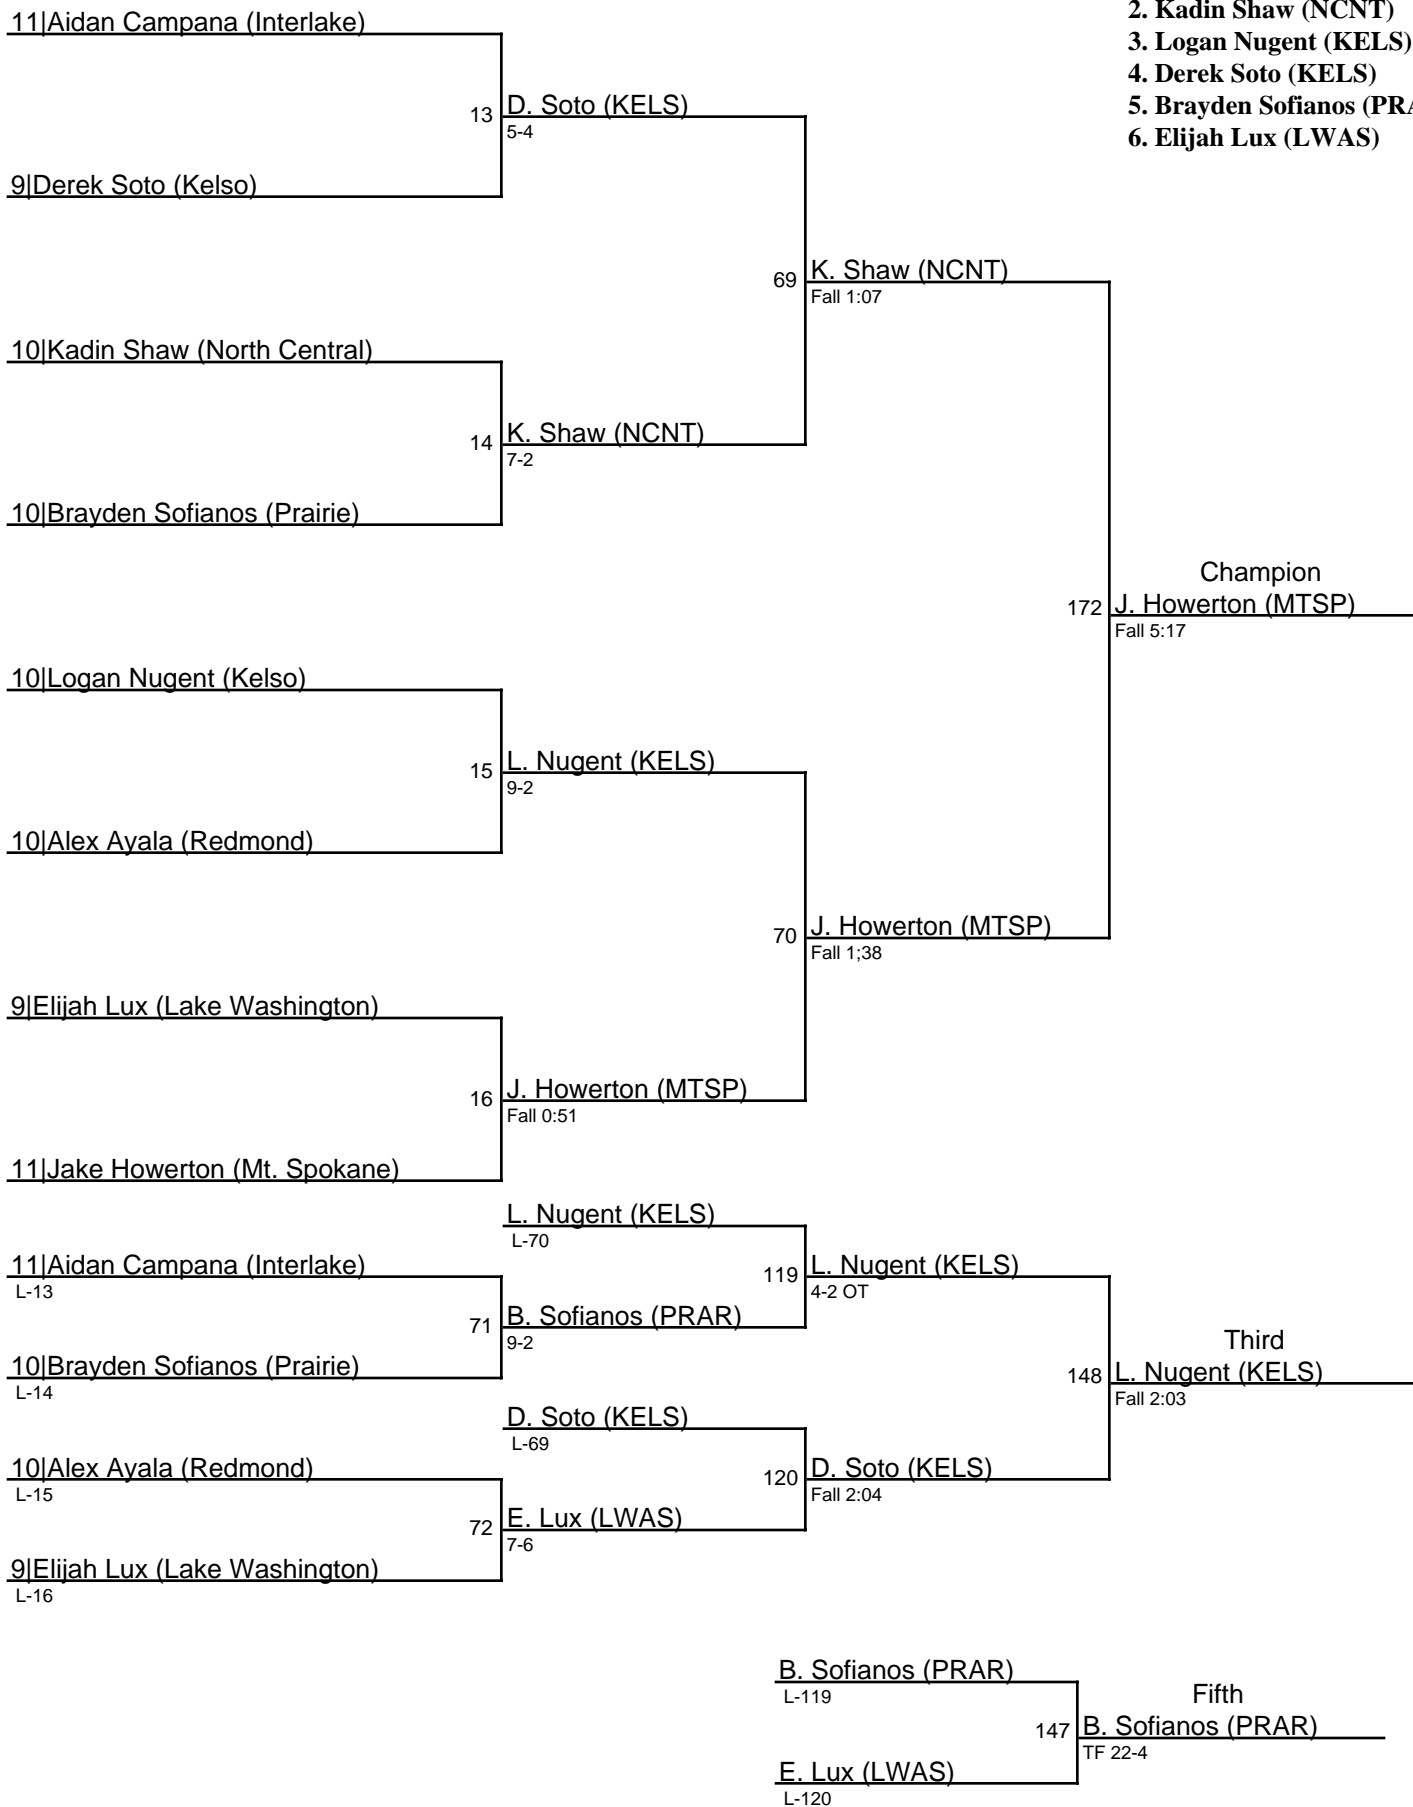 11|Aidan Campana (Interlake)
13
D. Soto (KELS)
5-4
9|Derek Soto (Kelso)
69
K. Shaw (NCNT)
Fall 1:07
10|Kadin Shaw (North Central)
14
K. Shaw (NCNT)
7-2
10|Brayden Sofianos (Prairie)
2. Kadin Shaw (NCNT)
3. Logan Nugent (KELS)
4. Derek Soto (KELS)
5. Brayden Sofianos (PRA
6. Elijah Lux (LWAS)
Champion
172
J. Howerton (MTSP)
Fall 5:17
10|Logan Nugent (Kelso)
15
L. Nugent (KELS)
9-2
10|Alex Ayala (Redmond)
70
J. Howerton (MTSP)
Fall 1;38
9|Elijah Lux (Lake Washington)
16
J. Howerton (MTSP)
Fall 0:51
11|Jake Howerton (Mt. Spokane)
L. Nugent (KELS)
L-70
11|Aidan Campana (Interlake)
L-13
119
L. Nugent (KELS)
4-2 OT
71
B. Sofianos (PRAR)
9-2
10|Brayden Sofianos (Prairie)
L-14
Third
148
L. Nugent (KELS)
Fall 2:03
D. Soto (KELS)
L-69
10|Alex Ayala (Redmond)
L-15
120
D. Soto (KELS)
Fall 2:04
72
E. Lux (LWAS)
7-6
9|Elijah Lux (Lake Washington)
L-16
B. Sofianos (PRAR)
L-119
Fifth
147
B. Sofianos (PRAR)
TF 22-4
E. Lux (LWAS)
L-120